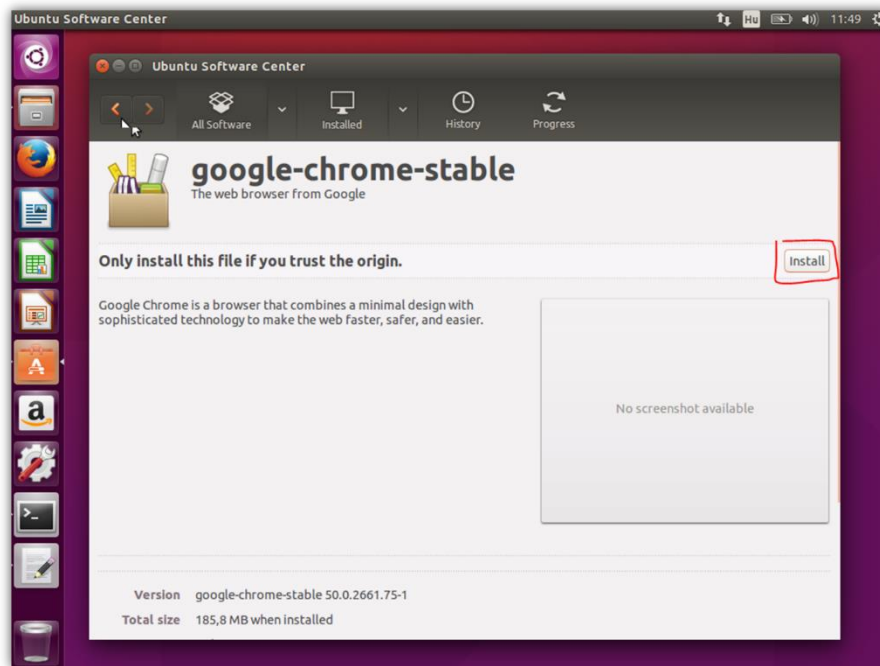 Ubuntu Software Center
Hu
11:49
Ubuntu Software Center
All Software
Installed
History
Progress
google-chrome-stable
The web browser from Google
Only install this file if you trust the origin.
Install
Google Chrome is a browser that combines a minimal design with
sophisticated technology to make the web faster, safer, and easier.
No screenshot available
Version google-chrome-stable 50.0.2661.75-1
Total size 185,8 MB when installed